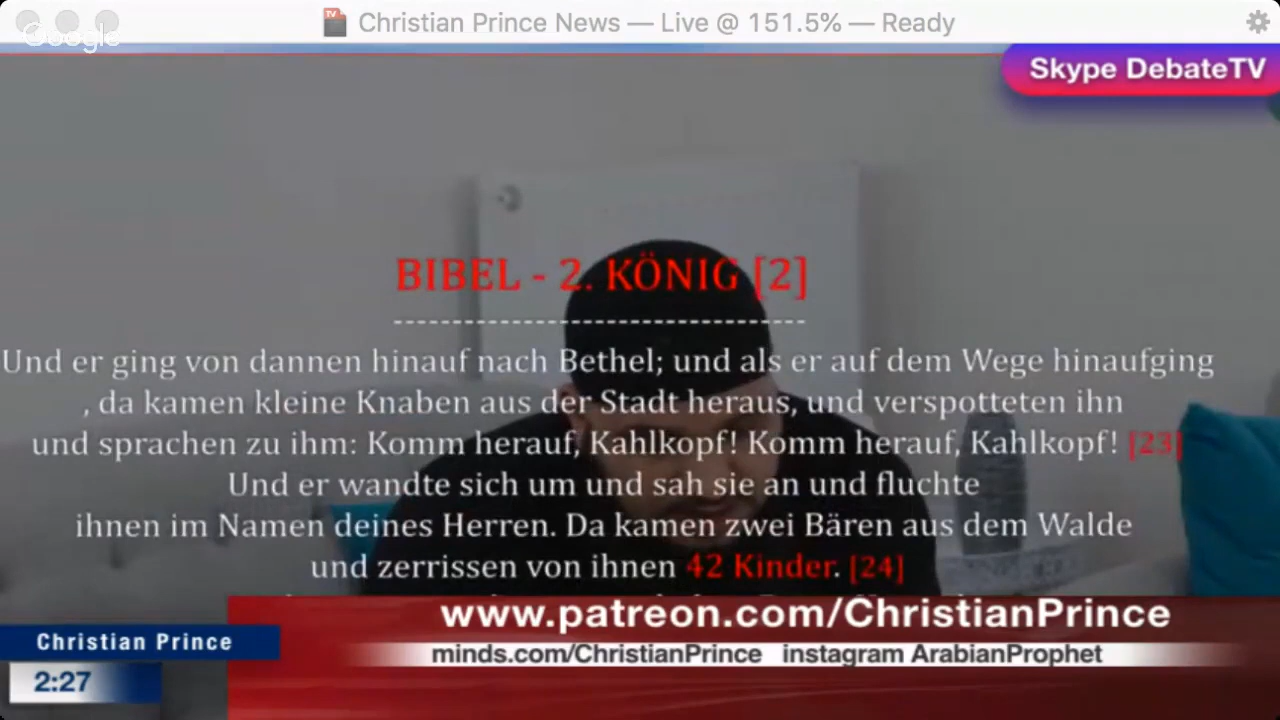 Christian Prince News — Live @ 151.5% — Ready
Google
Skype DebateTV
BIBEL - 2. KÖNIG [2]
Und er ging von dannen hinauf nach Bethel; und als er auf dem Wege hinaufging
, da kamen kleine Knaben aus der Stadt heraus, und verspotteten ihn
und sprachen zu ihm: Komm herauf, Kahlkopf! Komm herauf, Kahlkopf! [23]
Und er wandte sich um und sah sie an und fluchte
ihnen im Namen deines Herren. Da kamen zwei Bären aus dem Walde
und zerrissen von ihnen 42 Kinder. [24]
www.patreon.com/ChristianPrince
Christian Prince
minds.com/ChristianPrince instagram ArabianProphet
2:27